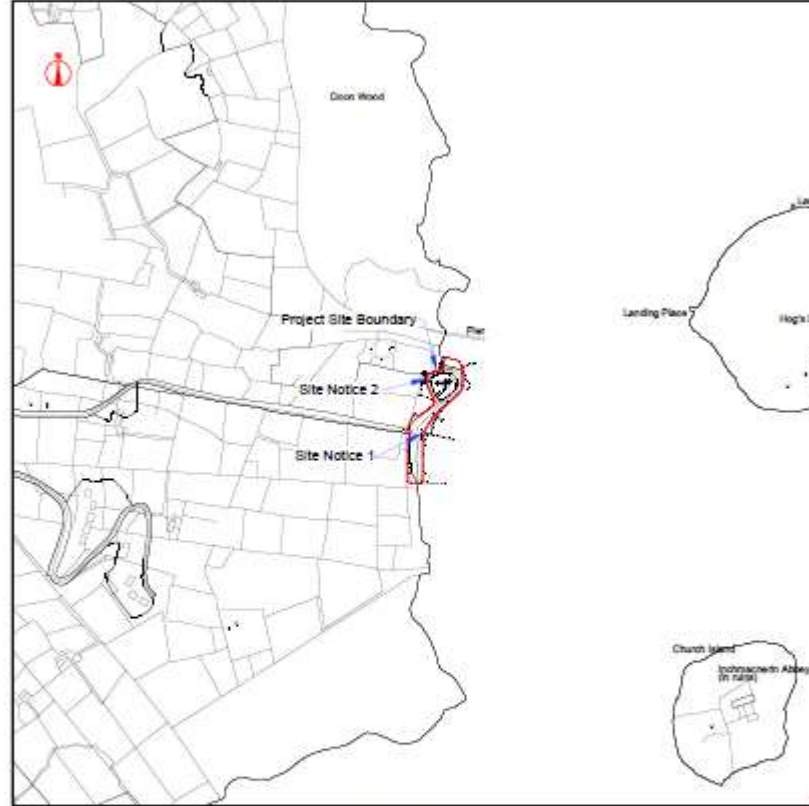 Doon Wood
Landing Place
Project Site Boundary
Site Notice 2
Site Notice 1
Church Island
Inchmacnerin Abbey
(in ruins)